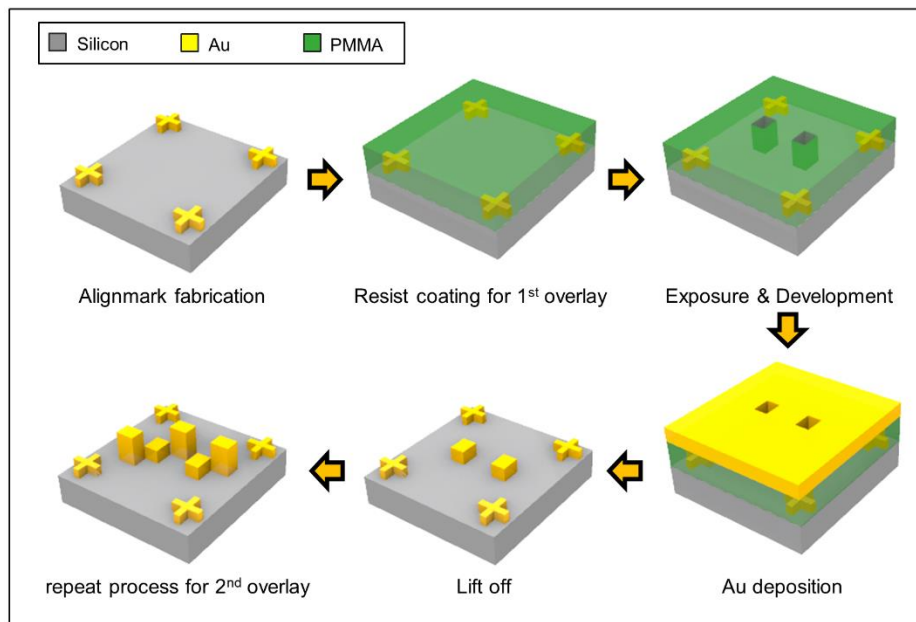 Silicon Au PMMA
Alignmark fabrication
Resist coating for 1st overlay
Exposure & Development
Au deposition
Lift off
repeat process for 2nd overlay